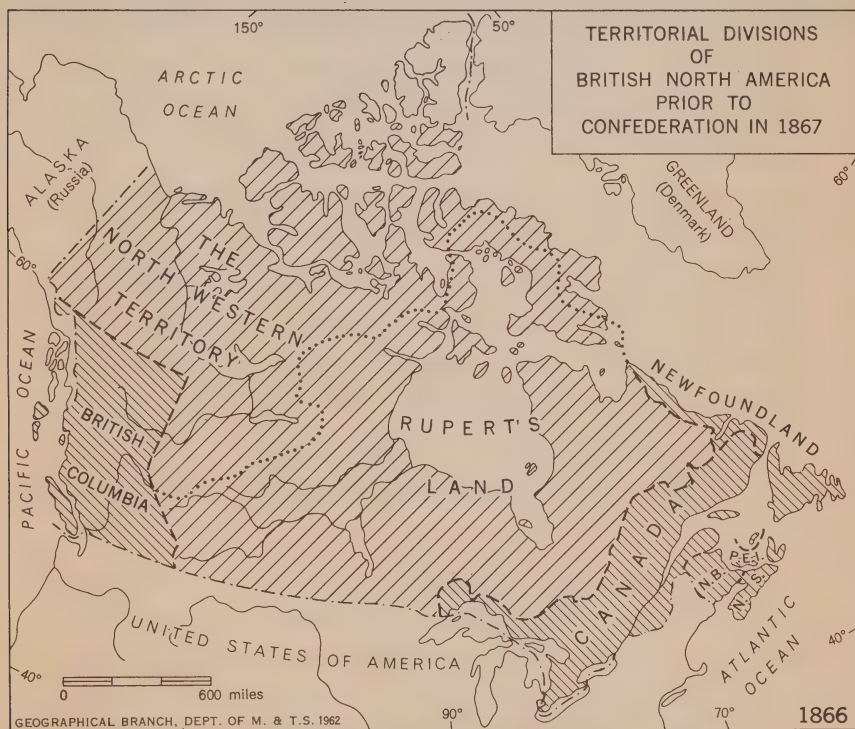 TERRITORIAL DIVISIONS
OF
BRITISH NORTH AMERICA
PRIOR TO
CONFEDERATION IN 1867
150°
50°
ARCTIC
OCEAN
ALASKA
(Russia)
GREENLAND
(Denmark)
60°
60°
THE
NORTH WESTERN
TERRITORY
PACIFIC OCEAN
BRITISH
COLUMBIA
RUPERT'S
LAND
NEWFOUNDLAND
CANADA
P.E.I.
N.B.
N.S.
UNITED STATES OF AMERICA
ATLANTIC
OCEAN
40°
40°
0 600 miles
90°
70°
GEOGRAPHICAL BRANCH, DEPT. OF M. & T.S. 1962
1866